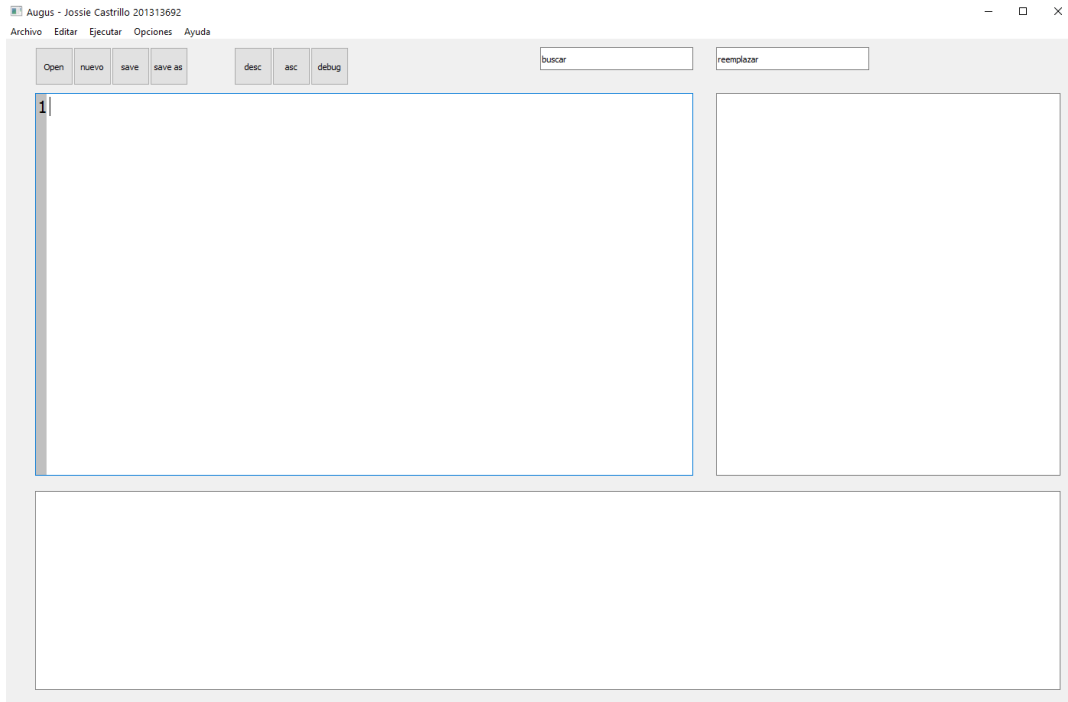 Augus - Jossie Castrillo 201313692
Archivo Editar Ejecutar Opciones Ayuda
Open nuevo save save as desc asc debug buscar reemplazar
1